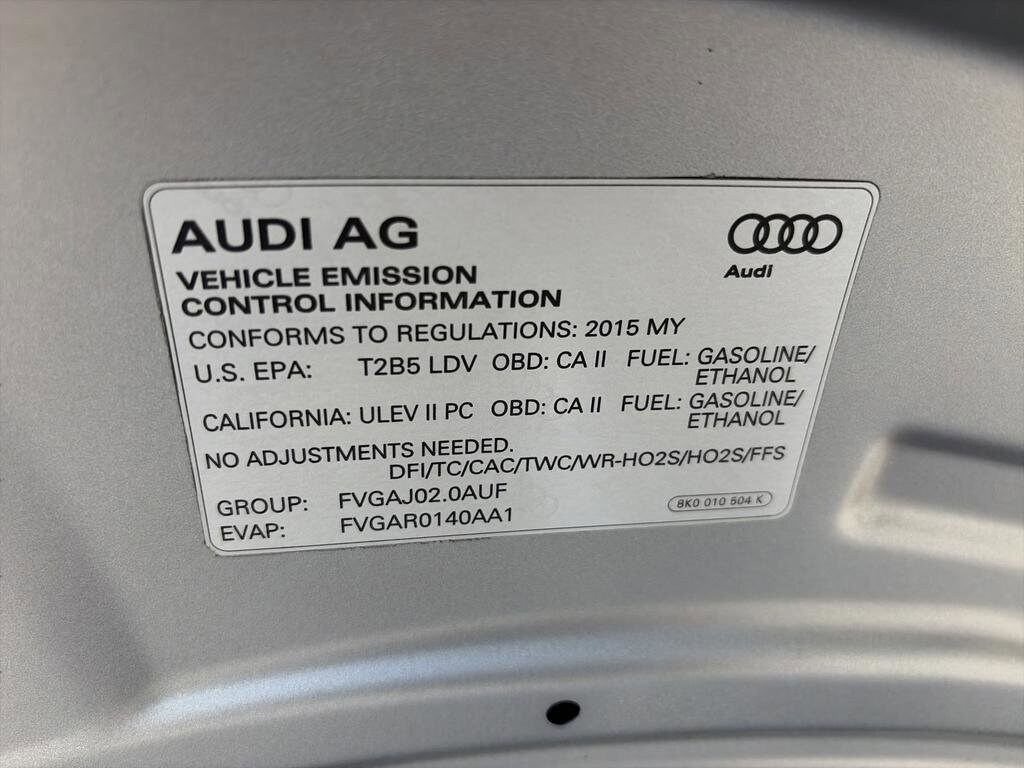 AUDI AG
Audi
VEHICLE EMISSION
CONTROL INFORMATION
CONFORMS TO REGULATIONS: 2015 MY
U.S. EPA: T2B5 LDV OBD: CA II FUEL: GASOLINE/
ETHANOL
CALIFORNIA: ULEV II PC OBD: CA II FUEL: GASOLINE/
ETHANOL
NO ADJUSTMENTS NEEDED.
DFI/TC/CAC/TWC/WR-HO2S/HO2S/FFS
GROUP: FVGAJ02.0AUF
EVAP: FVGAR0140AA1
8K0 010 504 K